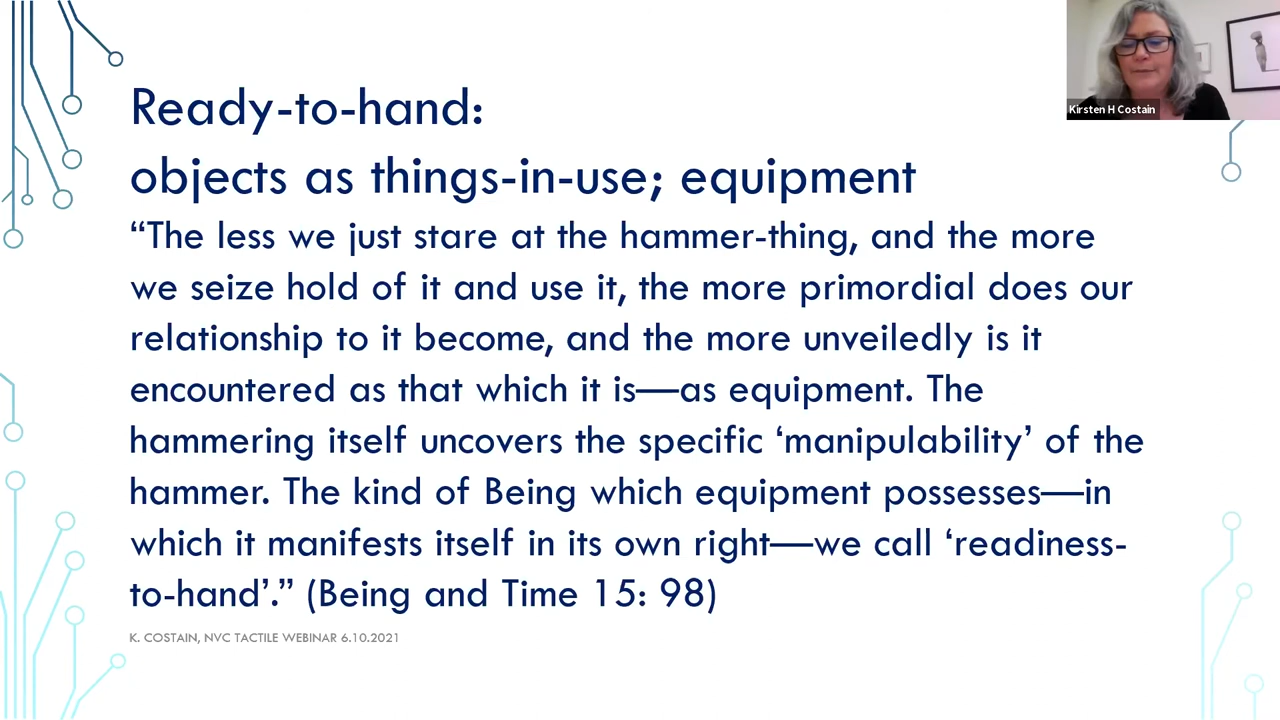 Kirsten H Costain
Ready-to-hand:
objects as things-in-use; equipment
“The less we just stare at the hammer-thing, and the more
we seize hold of it and use it, the more primordial does our
relationship to it become, and the more unveiledly is it
encountered as that which it is—as equipment. The
hammering itself uncovers the specific ‘manipulability’ of the
hammer. The kind of Being which equipment possesses—in
which it manifests itself in its own right—we call ‘readiness-
to-hand’.” (Being and Time 15: 98)
K. COSTAIN, NVC TACTILE WEBINAR 6.10.2021